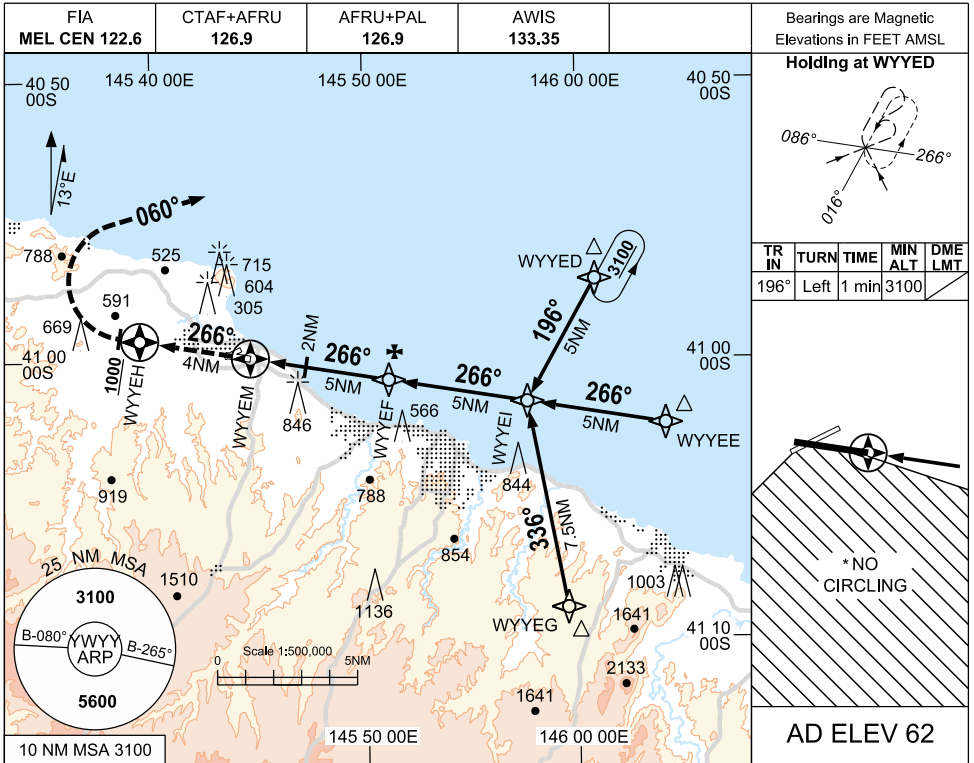 FIA
MEL CEN 122.6
CTAF+AFRU
126.9
AFRU+PAL
126.9
AWIS
133.35
Bearings are Magnetic
Elevations in FEET AMSL
40 50
00S
145 40 00E
145 50 00E
146 00 00E
40 50
00S
Holding at WYYED
086°
266°
016°
13°E
060°
788
525
715
604
305
591
669
WYYED
3100
196°
5NM
TR
IN
TURN
TIME
MIN
ALT
DME
LMT
196°
Left
1 min
3100
41 00
00S
1000
WYYEH
266°
4NM
WYYEM
2NM
266°
5NM
WYYEF
266°
5NM
WYYEI
266°
5NM
WYYEE
41 00
00S
846
566
844
919
788
854
336°
7.5NM
1003
* NO
CIRCLING
25 NM MSA
3100
B-080°
YWYY
ARP
B-265°
5600
1510
1136
WYYEG
1641
41 10
00S
Scale 1:500,000
0
5NM
2133
1641
145 50 00E
146 00 00E
10 NM MSA 3100
AD ELEV 62